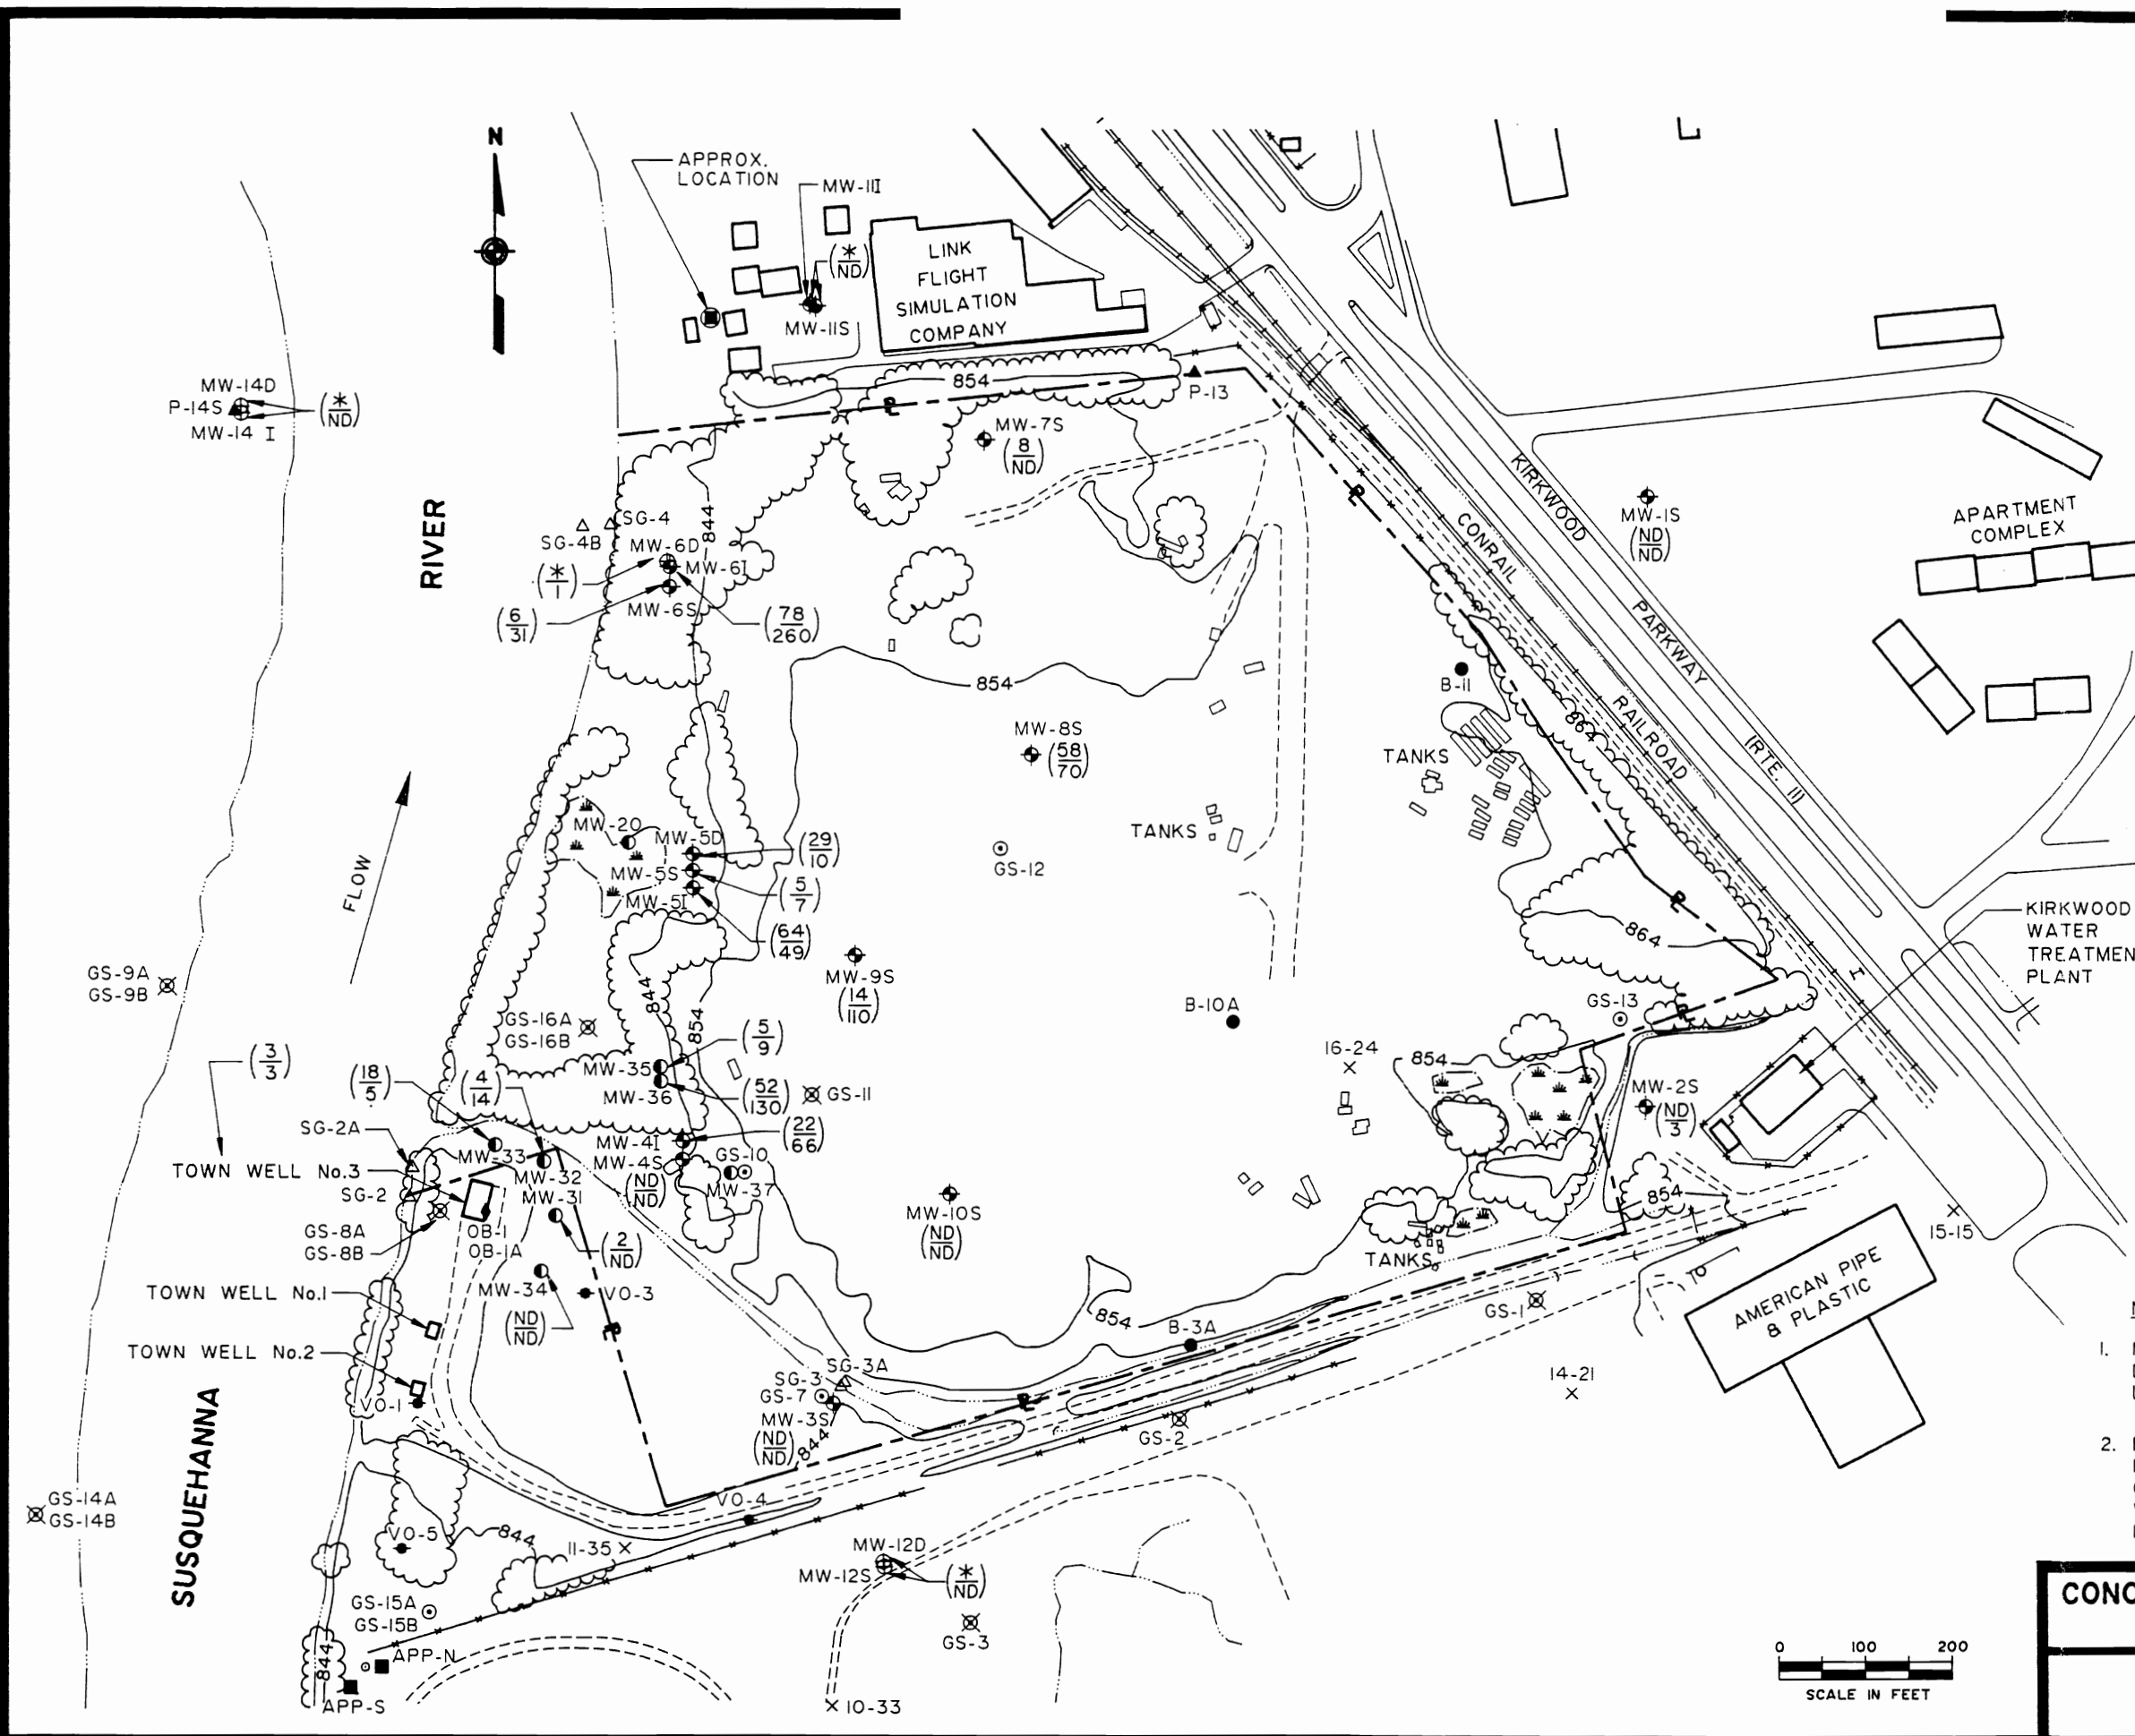 N
APPROX.
LOCATION
MW-11I
(*/ND)
MW-11S
LINK
FLIGHT
SIMULATION
COMPANY
MW-14D
P-14S
MW-14 I
(*/ND)
854
P-13
MW-7S
(8/ND)
RIVER
SG-4
SG-4B
844
MW-6D
MW-6I
(*/1)
MW-6S
(6/31)
(78/260)
KIRKWOOD
PARKWAY
(RTE. 11)
CONRAIL
RAILROAD
MW-1S
(ND/ND)
APARTMENT
COMPLEX
854
B-11
864
MW-8S
(58/70)
TANKS
TANKS
FLOW
MW-20
MW-5D
(29/10)
MW-5S
(5/7)
MW-5I
(64/49)
GS-12
864
KIRKWOOD
WATER
TREATMEN
PLANT
GS-9A
GS-9B
MW-9S
(14/110)
844
854
B-10A
GS-13
GS-16A
GS-16B
(3/3)
(18/5)
(4/14)
MW-35
(5/9)
MW-36
(52/130)
GS-11
16-24
854
MW-2S
(ND/3)
SG-2A
MW-33
MW-4I
(22/66)
MW-4S
(ND/ND)
GS-10
MW-37
TOWN WELL No.3
MW-32
SG-2
MW-31
(2/ND)
MW-10S
(ND/ND)
854
15-15
GS-8A
GS-8B
OB-1
OB-1A
TANKS
TOWN WELL No.1
MW-34
(ND/ND)
VO-3
AMERICAN PIPE
& PLASTIC
GS-1
854
B-3A
TOWN WELL No.2
VO-1
SG-3A
SG-3
GS-7
MW-3S
(ND/ND)
844
14-21
GS-2
1.
2.
SUSQUEHANNA
GS-14A
GS-14B
VO-4
VO-5
844
11-35
MW-12D
MW-12S
(*/ND)
GS-15A
GS-15B
GS-3
844
APP-N
APP-S
10-33
0 100 200
SCALE IN FEET